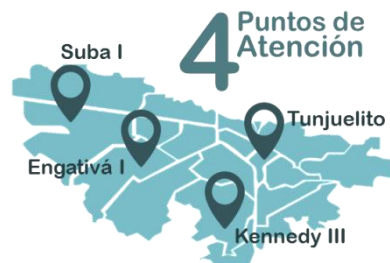 4 Puntos de
Atención
Suba I
Tunjuelito
Engativá I
Kennedy III